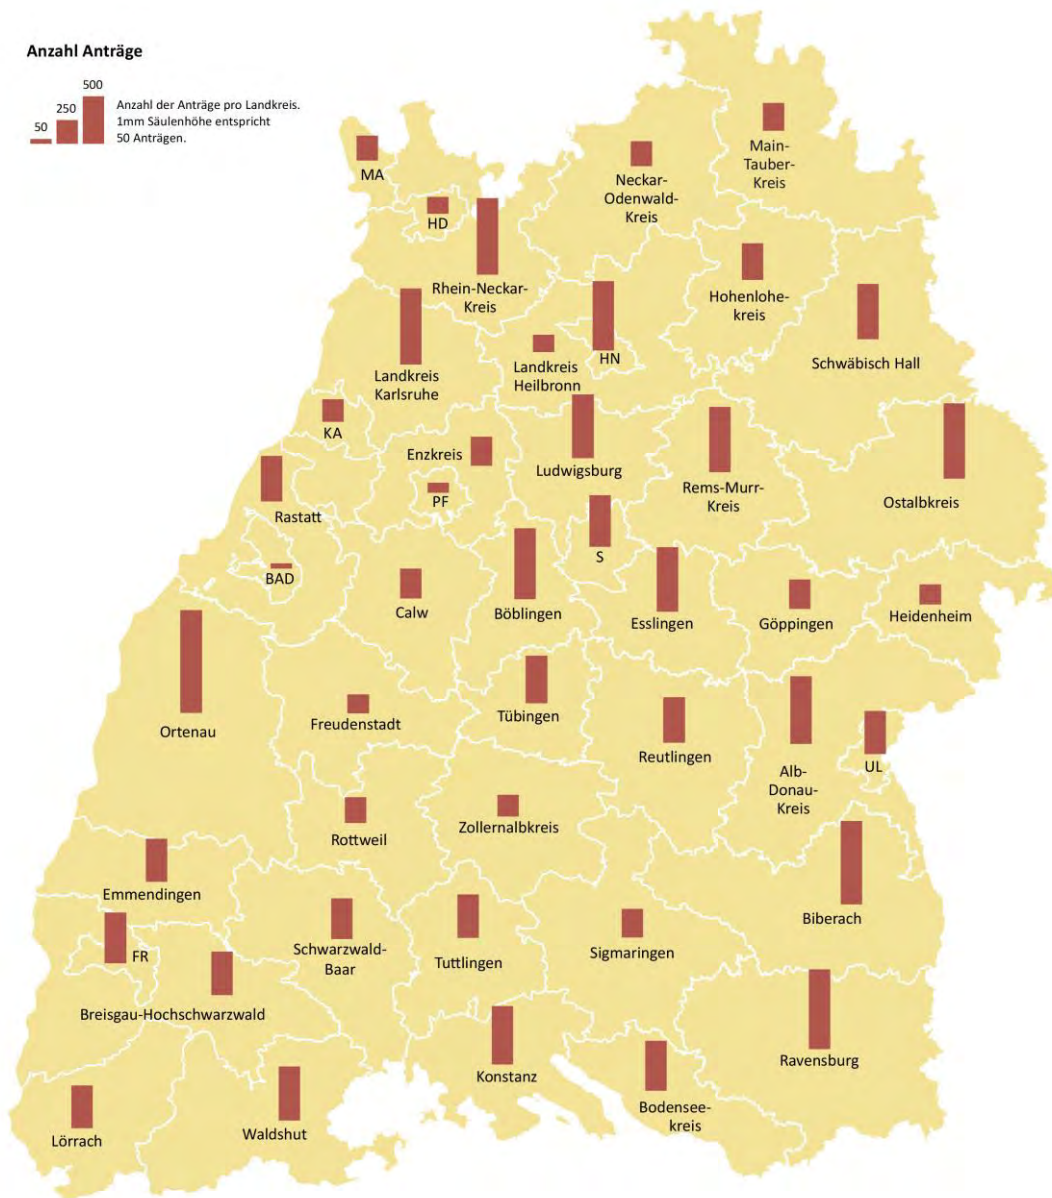 Anzahl Anträge
500
250
50
Anzahl der Anträge pro Landkreis.
1mm Säulenhöhe entspricht
50 Anträgen.
MA
HD
Rhein-Neckar-
Kreis
Neckar-
Odenwald-
Kreis
Main-
Tauber-
Kreis
Hohenlohe-
kreis
Schwäbisch Hall
Landkreis
Karlsruhe
Landkreis
Heilbronn
HN
KA
Enzkreis
PF
Ludwigsburg
Rems-Murr-
Kreis
Ostalbkreis
Rastatt
BAD
Calw
Böblingen
S
Esslingen
Göppingen
Heidenheim
Ortenau
Freudenstadt
Tübingen
Reutlingen
Alb-
Donau-
Kreis
UL
Rottweil
Zollernalbkreis
Emmendingen
Biberach
FR
Breisgau-Hochschwarzwald
Schwarzwald-
Baar
Tuttlingen
Sigmaringen
Ravensburg
Konstanz
Bodensee-
kreis
Lörrach
Waldshut